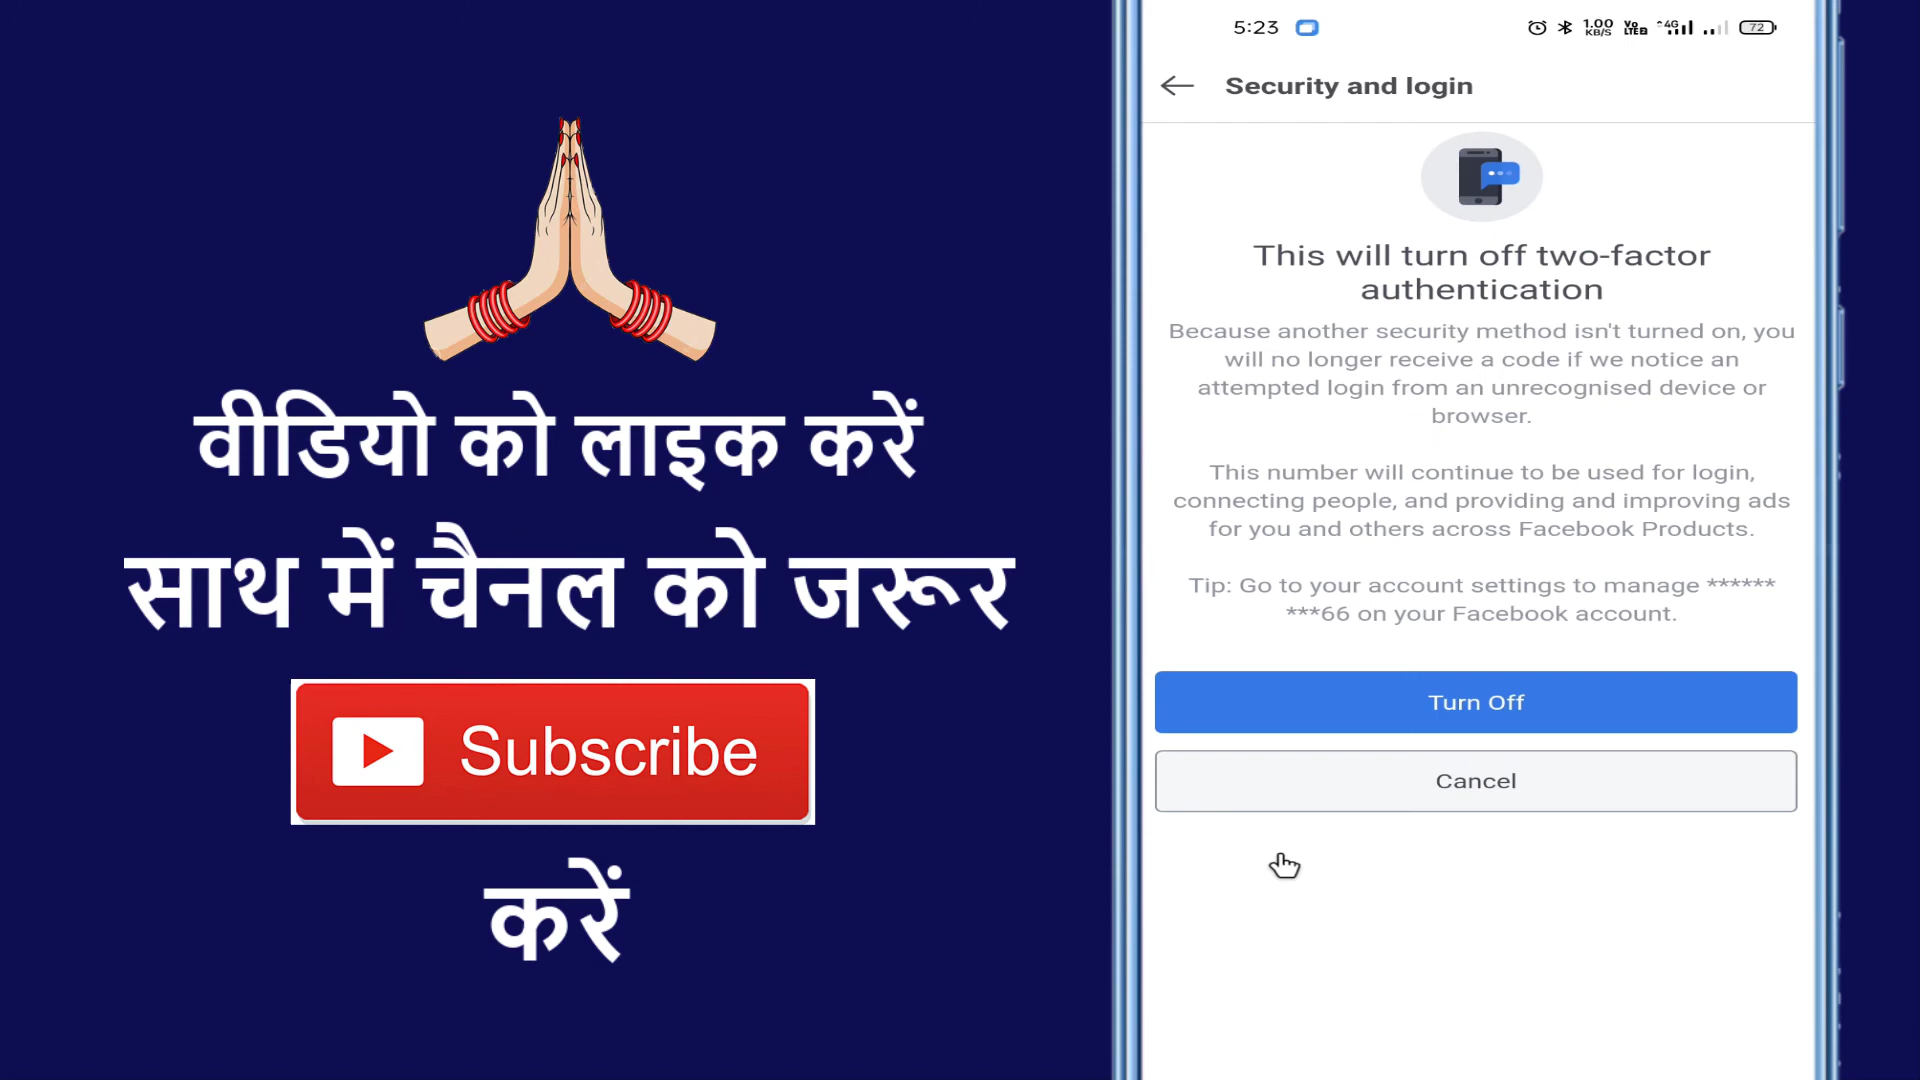 वीडियो को लाइक करें
साथ में चैनल को जरूर
Subscribe
करें
5:23
1.00
KB/S
Vo
LTE2
4G
72
Security and login
This will turn off two-factor
authentication
Because another security method isn't turned on, you
will no longer receive a code if we notice an
attempted login from an unrecognised device or
browser.
This number will continue to be used for login,
connecting people, and providing and improving ads
for you and others across Facebook Products.
Tip: Go to your account settings to manage ******
***66 on your Facebook account.
Turn Off
Cancel